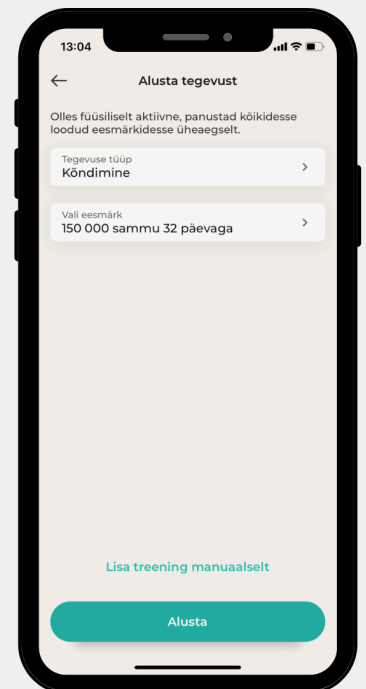 13:04
Alusta tegevust
Olles füüsiliselt aktiivne, panustad kõikidesse
loodud eesmärkidesse üheaegselt.
Tegevuse tüüp
Kõndimine
Vali eesmärk
150 000 sammu 32 päevaga
Lisa treening manuaalselt
Alusta